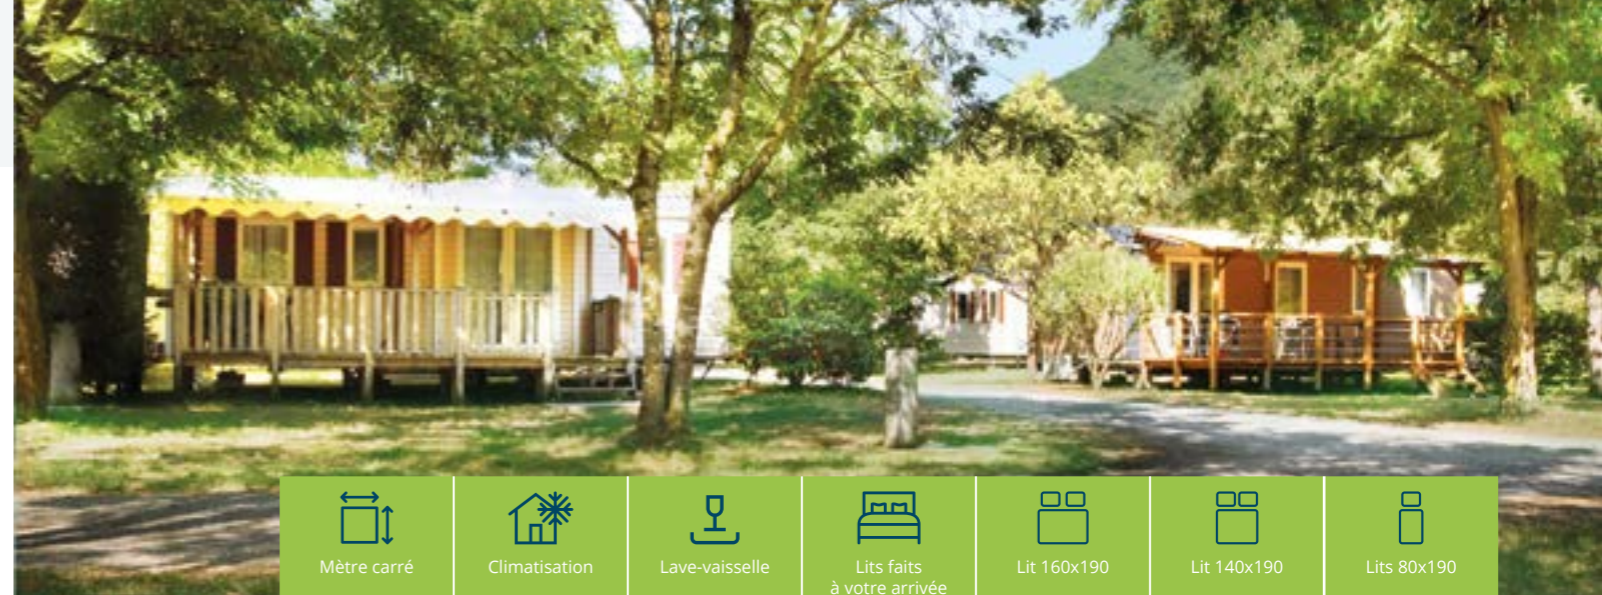 Mètre carré
Climatisation
Lave-vaisselle
Lits faits
à votre arrivée
Lit 160x190
Lit 140x190
Lits 80x190